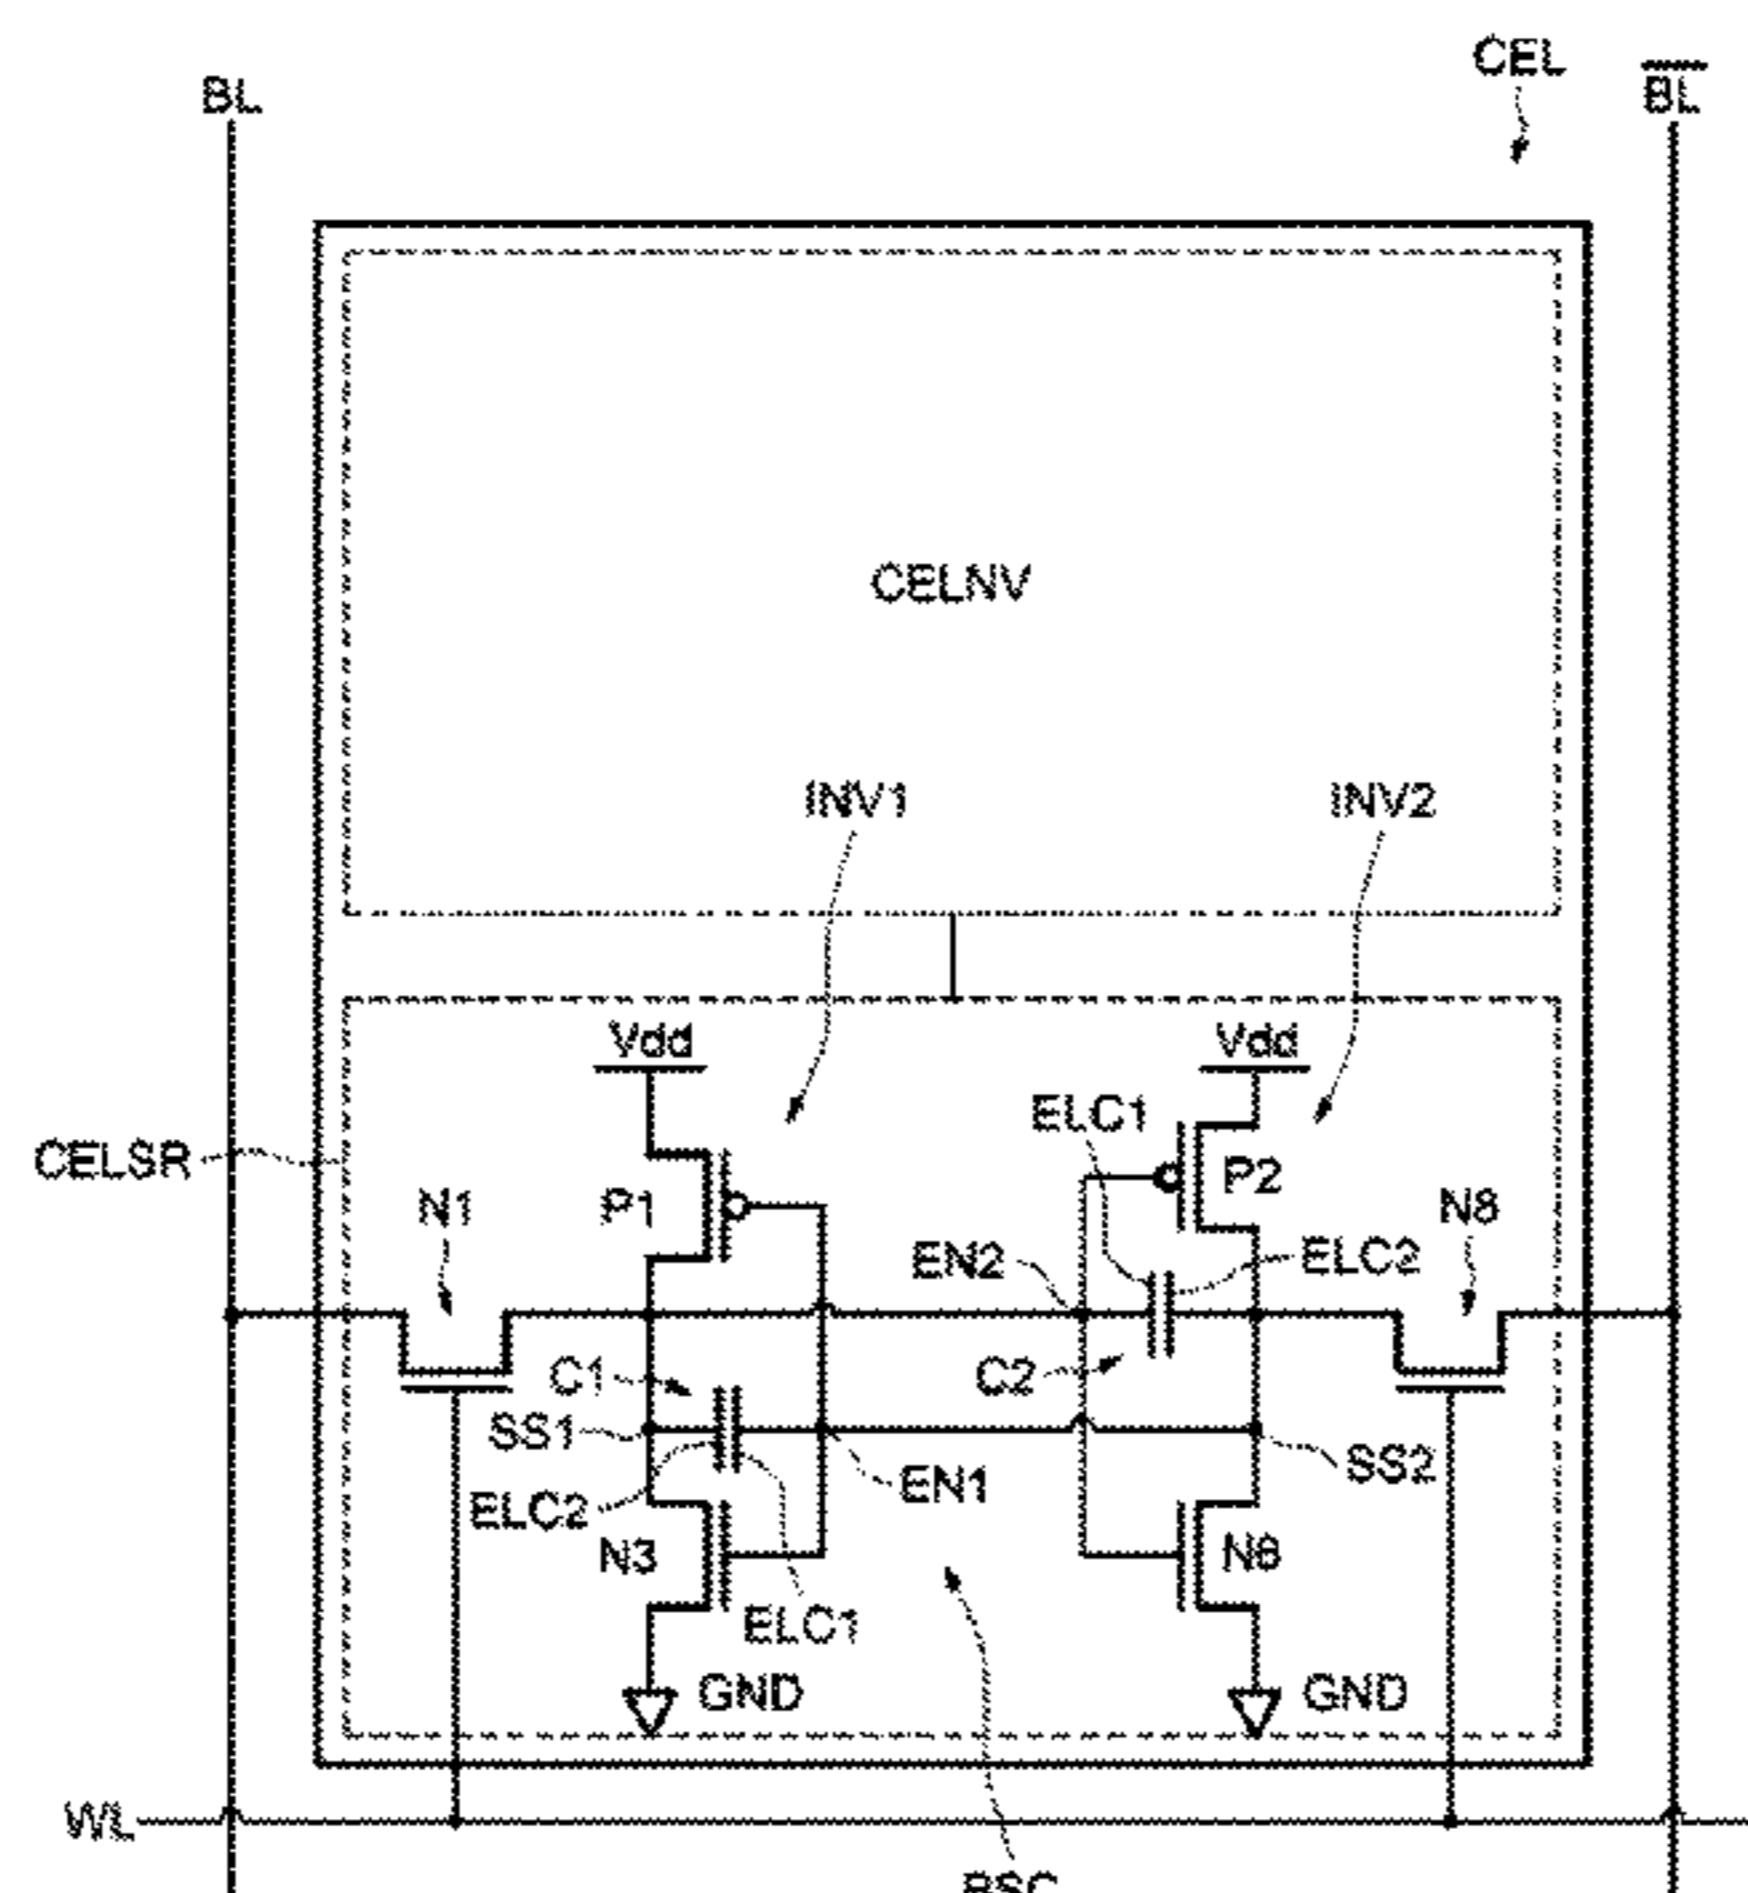 CEL
BL
BL
CELNV
INV1
INV2
Vdd
Vdd
ELC1
CELSR
P2
N1
P1
N8
EN2
ELC2
C1
C2
SS1
SS2
EN1
ELC2
N3
N6
ELC1
GND
GND
WL